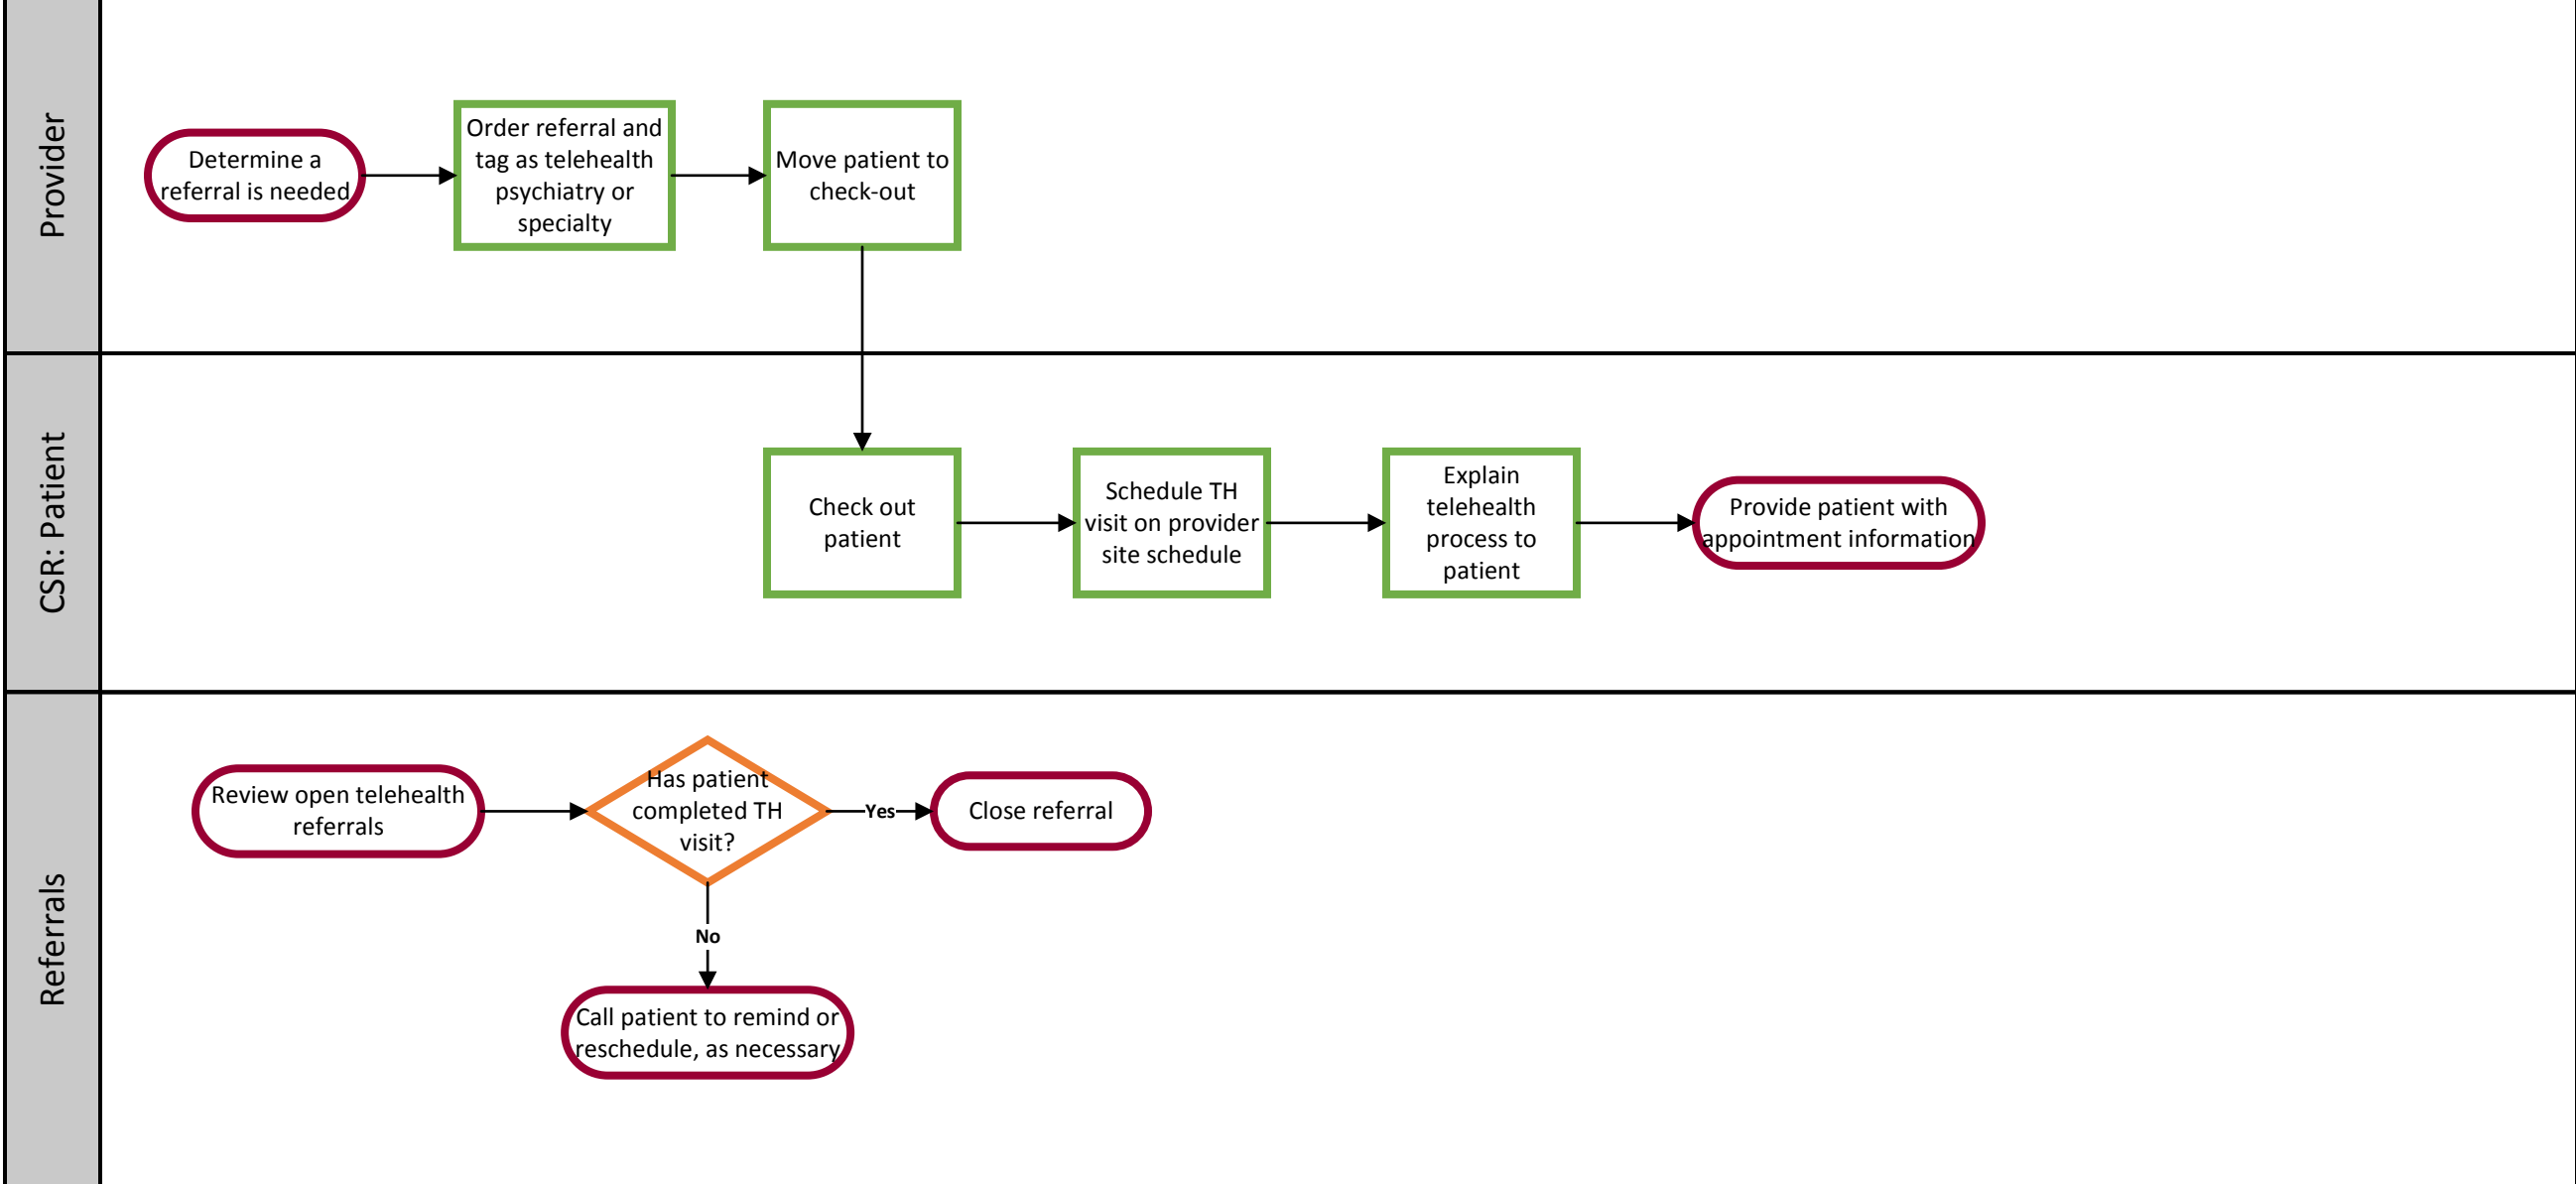 Provider
Determine a
referral is needed
Order referral and
tag as telehealth
psychiatry or
specialty
Move patient to
check-out
CSR: Patient
Check out
patient
Schedule TH
visit on provider
site schedule
Explain
telehealth
process to
patient
Provide patient with
appointment information
Referrals
Review open telehealth
referrals
Has patient
completed TH
visit?
Yes
Close referral
No
Call patient to remind or
reschedule, as necessary